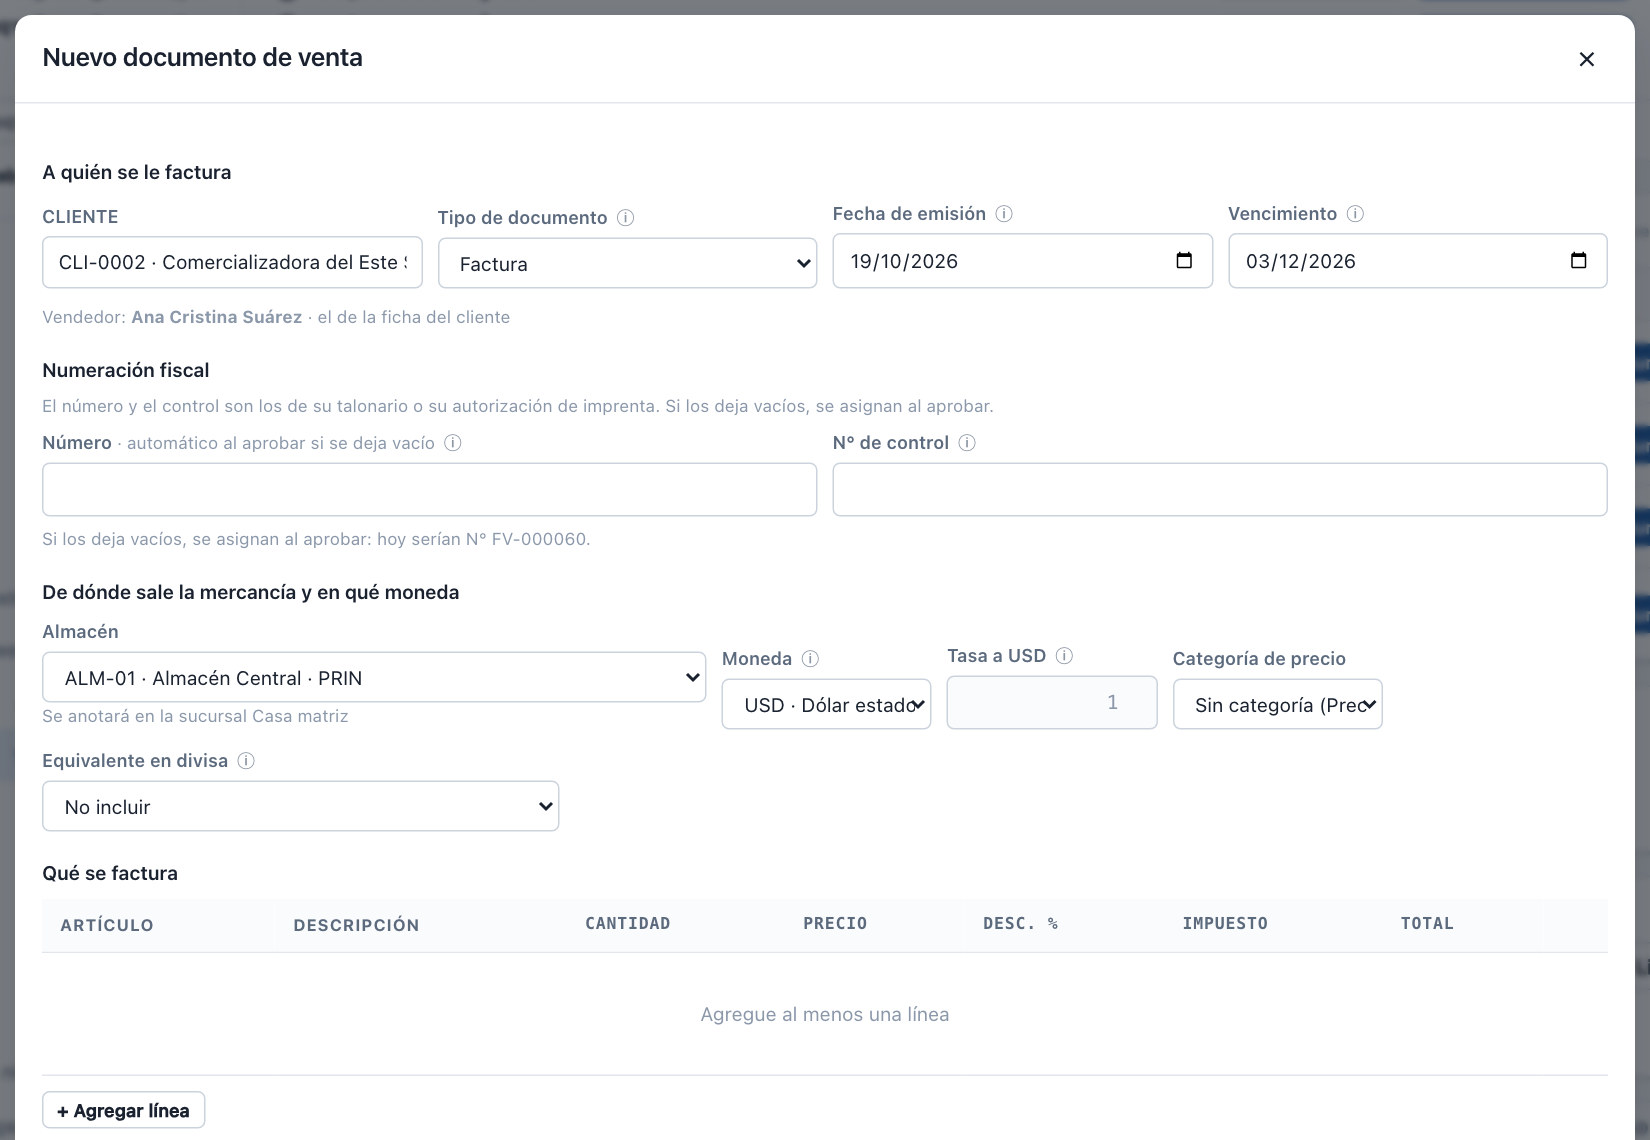 Nuevo documento de venta
A quién se le factura
CLIENTE
Tipo de documento
Fecha de emisión
Vencimiento
CLI-0002 · Comercializadora del Este
Factura
19/10/2026
03/12/2026
Vendedor: Ana Cristina Suárez · el de la ficha del cliente
Numeración fiscal
El número y el control son los de su talonario o su autorización de imprenta. Si los deja vacíos, se asignan al aprobar.
Número · automático al aprobar si se deja vacío
N° de control
Si los deja vacíos, se asignan al aprobar: hoy serían N° FV-000060.
De dónde sale la mercancía y en qué moneda
Almacén
Moneda
Tasa a USD
Categoría de precio
ALM-01 · Almacén Central · PRIN
USD · Dólar estado
1
Sin categoría (Prec
Se anotará en la sucursal Casa matriz
Equivalente en divisa
No incluir
Qué se factura
ARTÍCULO DESCRIPCIÓN CANTIDAD PRECIO DESC. % IMPUESTO TOTAL
Agregue al menos una línea
+ Agregar línea